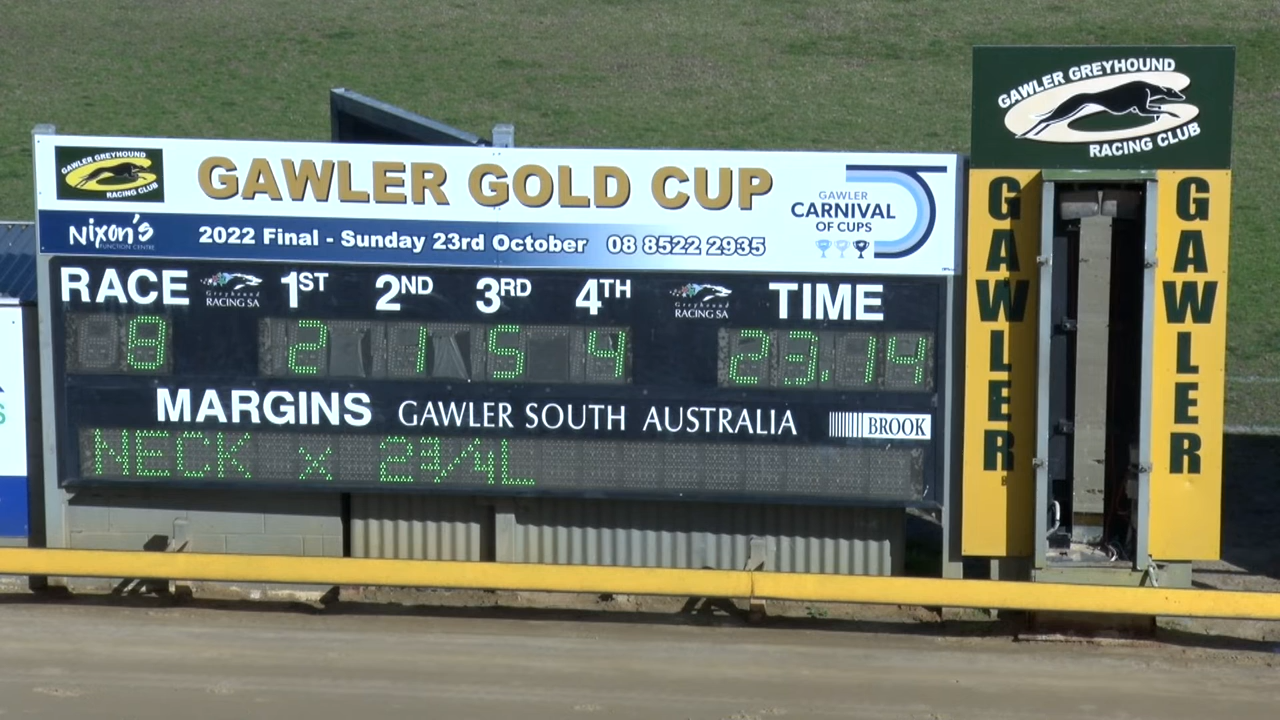 GAWLER GREYHOUND
RACING CLUB
GAWLER GOLD CUP
GAWLER
CARNIVAL
OF CUPS
Nixon's
FUNCTION CENTRE
2022 Final - Sunday 23rd October 08 8522 2935
RACE 1ST 2ND 3RD 4TH TIME
Greyhound
RACING SA
Greyhound
RACING SA
8 2 1 5 4 23.14
MARGINS GAWLER SOUTH AUSTRALIA BROOK
NECK x 2 3/4L
GAWLER GREYHOUND
RACING CLUB
GAWLER
GAWLER